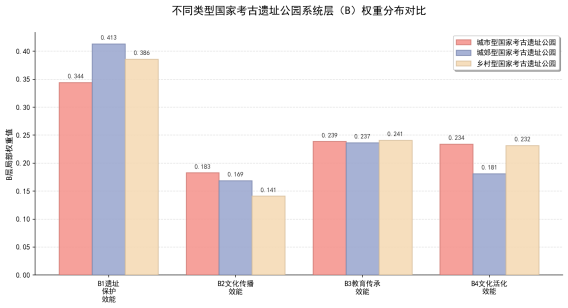 不同类型国家考古遗址公园系统层（B）权重分布对比
城市型国家考古遗址公园
城郊型国家考古遗址公园
乡村型国家考古遗址公园
B层局部权重值
0.40
0.35
0.30
0.25
0.20
0.15
0.10
0.05
0.00
0.344
0.413
0.386
0.183
0.169
0.141
0.239
0.237
0.241
0.234
0.181
0.232
B1遗址
保护
效能
B2文化传播
效能
B3教育传承
效能
B4文化活化
效能